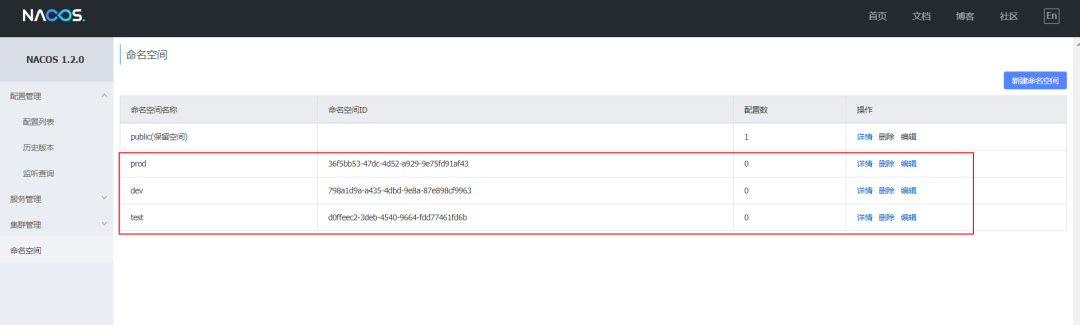 NACOS.
首页 文档 博客 社区 En
NACOS 1.2.0
配置管理
配置列表
历史版本
监听查询
服务管理
集群管理
命名空间
命名空间
新建命名空间
命名空间名称 命名空间ID 配置数 操作
public(保留空间) 1 详情 删除 编辑
prod 36f5bb53-47dc-4d52-a929-9e75fd91af43 0 详情 删除 编辑
dev 798a1d9a-a435-4dbd-9e8a-87e898cf9963 0 详情 删除 编辑
test d0ffeec2-3deb-4540-9664-fdd77461fd6b 0 详情 删除 编辑